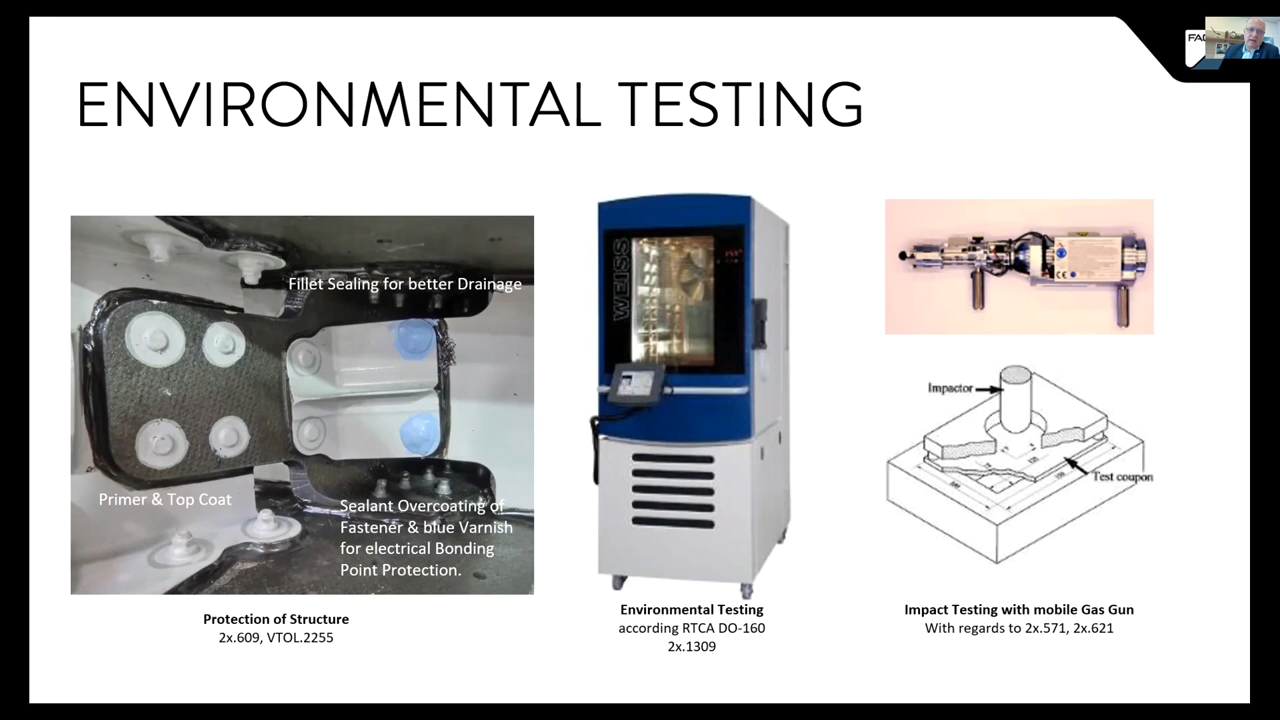 FAC
ENVIRONMENTAL TESTING
Fillet Sealing for better Drainage
Primer & Top Coat
Sealant Overcoating of
Fastener & blue Varnish
for electrical Bonding
Point Protection.
Protection of Structure
2x.609, VTOL.2255
WEISS
Environmental Testing
according RTCA DO-160
2x.1309
Impactor
Test coupon
Impact Testing with mobile Gas Gun
With regards to 2x.571, 2x.621